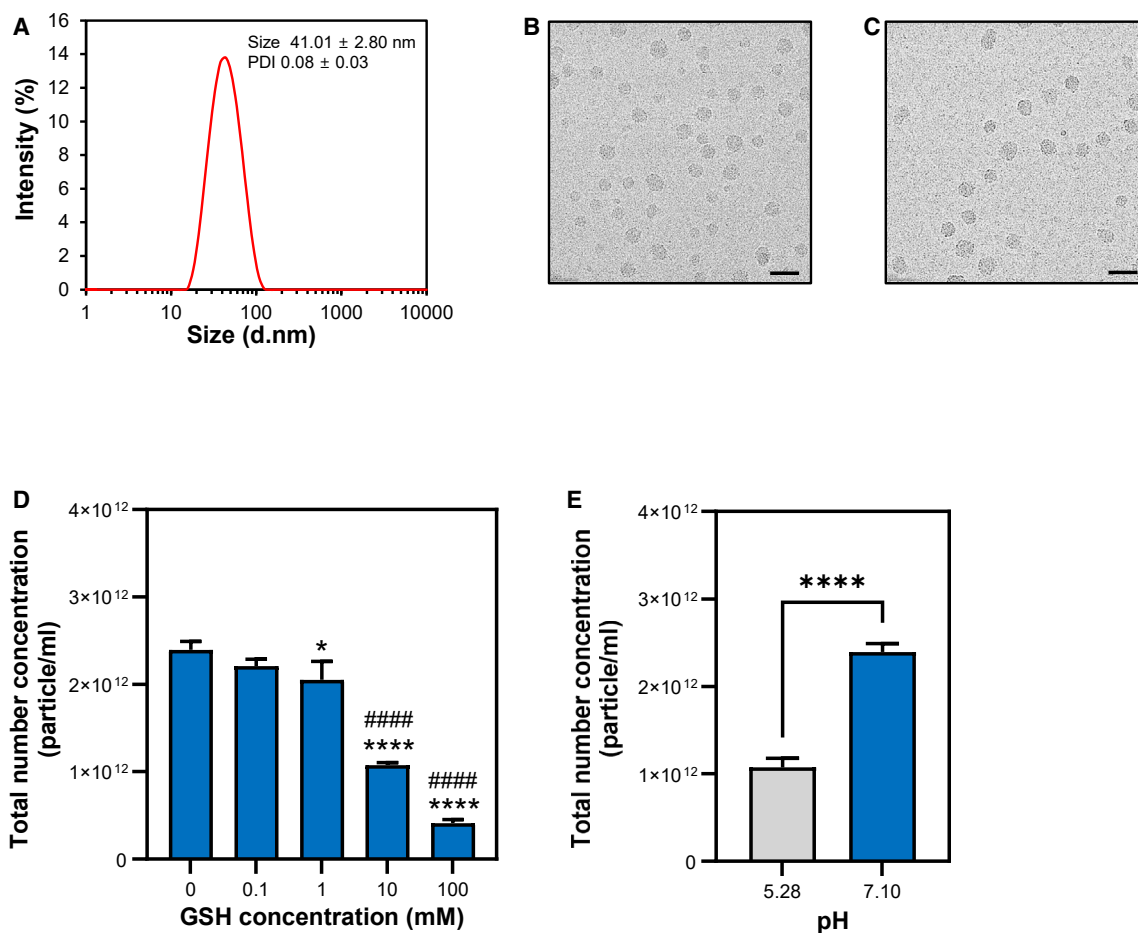 A
16
14
12
10
8
6
4
2
0
Intensity (%)
Size 41.01 ± 2.80 nm
PDI 0.08 ± 0.03
1 10 100 1000 10000
Size (d.nm)
B
C
D
4×10¹²
3×10¹²
2×10¹²
1×10¹²
0
Total number concentration
(particle/ml)
*
####
****
####
****
0 0.1 1 10 100
GSH concentration (mM)
E
4×10¹²
3×10¹²
2×10¹²
1×10¹²
0
Total number concentration
(particle/ml)
****
5.28 7.10
pH